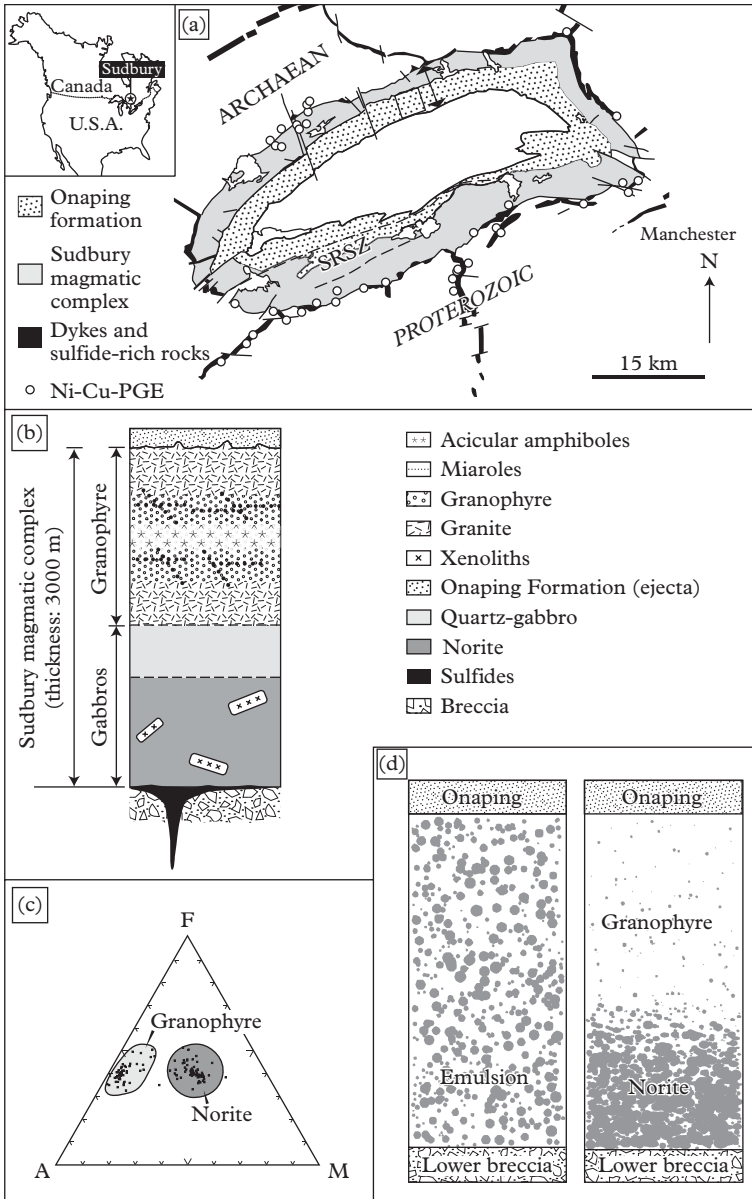 Canada
Sudbury
U.S.A.
(a)
ARCHAEAN
SRSZ
PROTEROZOIC
Manchester
N
15 km
Onaping
formation
Sudbury
magmatic
complex
Dykes and
sulfide-rich rocks
Ni-Cu-PGE
(b)
Sudbury magmatic complex
(thickness: 3000 m)
Granophyre
Gabbros
Acicular amphiboles
Miaroles
Granophyre
Granite
Xenoliths
Onaping Formation (ejecta)
Quartz-gabbro
Norite
Sulfides
Breccia
(c)
F
Granophyre
Norite
A
M
(d)
Onaping
Emulsion
Lower breccia
Onaping
Granophyre
Norite
Lower breccia